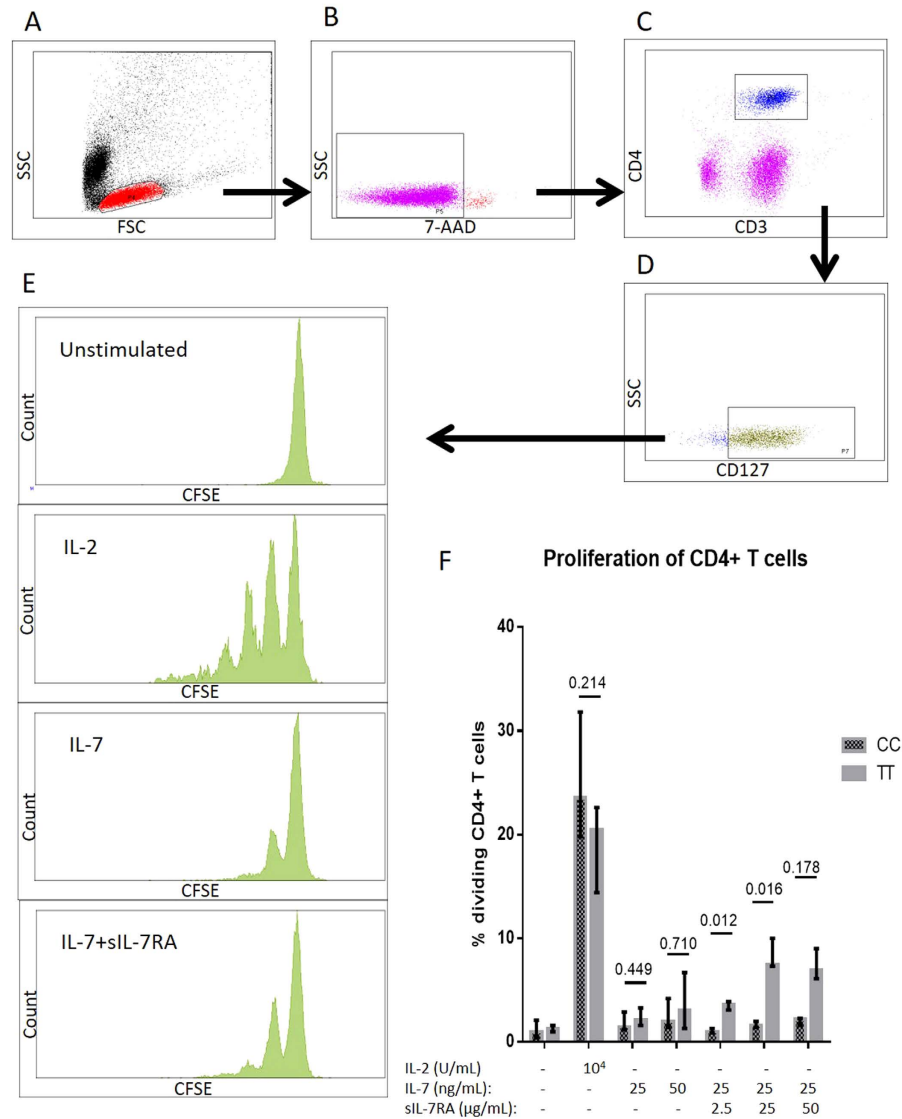 A
SSC
FSC
B
SSC
P5
7-AAD
C
CD4
CD3
D
SSC
P7
CD127
E
Unstimulated
Count
CFSE
IL-2
Count
CFSE
IL-7
Count
CFSE
IL-7+sIL-7RA
Count
CFSE
F
Proliferation of CD4+ T cells
% dividing CD4+ T cells
40
30
20
10
0
0.214
0.449
0.710
0.012
0.016
0.178
CC
TT
IL-2 (U/mL) - 10⁴ - - - - -
IL-7 (ng/mL): - - 25 50 25 25 25
sIL-7RA (µg/mL): - - - - 2.5 25 50